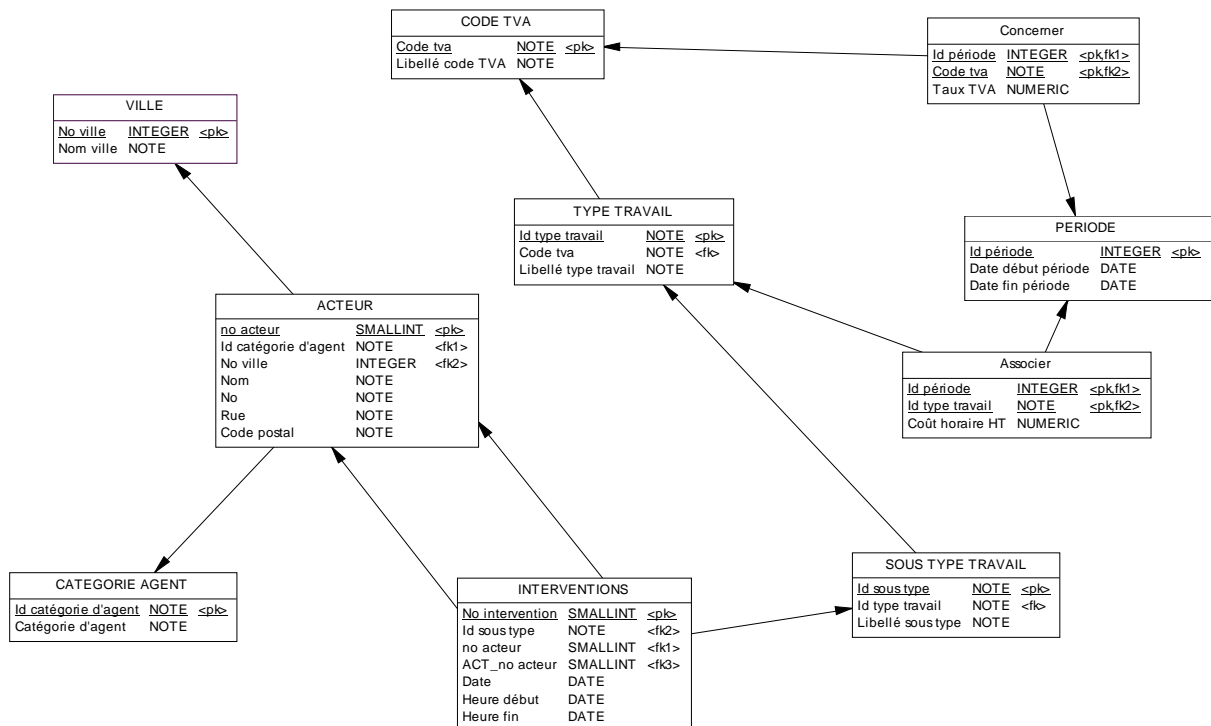 CODE TVA
Code tva NOTE <pk>
Libellé code TVA NOTE
Concerner
Id période INTEGER <pk,fk1>
Code tva NOTE <pk,fk2>
Taux TVA NUMERIC
VILLE
No ville INTEGER <pk>
Nom ville NOTE
TYPE TRAVAIL
Id type travail NOTE <pk>
Code tva NOTE <fk>
Libellé type travail NOTE
PERIODE
Id période INTEGER <pk>
Date début période DATE
Date fin période DATE
ACTEUR
no acteur SMALLINT <pk>
Id catégorie d'agent NOTE <fk1>
No ville INTEGER <fk2>
Nom NOTE
No NOTE
Rue NOTE
Code postal NOTE
Associer
Id période INTEGER <pk,fk1>
Id type travail NOTE <pk,fk2>
Coût horaire HT NUMERIC
CATEGORIE AGENT
Id catégorie d'agent NOTE <pk>
Catégorie d'agent NOTE
INTERVENTIONS
No intervention SMALLINT <pk>
Id sous type NOTE <fk2>
no acteur SMALLINT <fk1>
ACT_no acteur SMALLINT <fk3>
Date DATE
Heure début DATE
Heure fin DATE
SOUS TYPE TRAVAIL
Id sous type NOTE <pk>
Id type travail NOTE <fk>
Libellé sous type NOTE